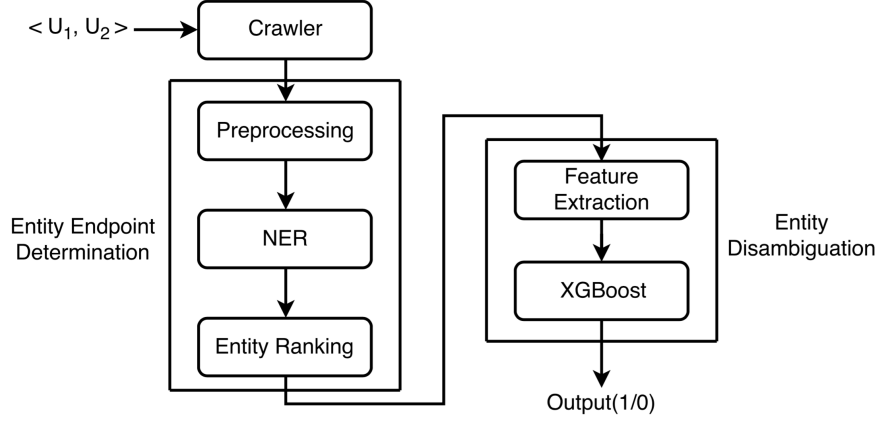 < U₁, U₂ >
Crawler
Preprocessing
Entity Endpoint
Determination
NER
Entity Ranking
Feature
Extraction
Entity
Disambiguation
XGBoost
Output(1/0)